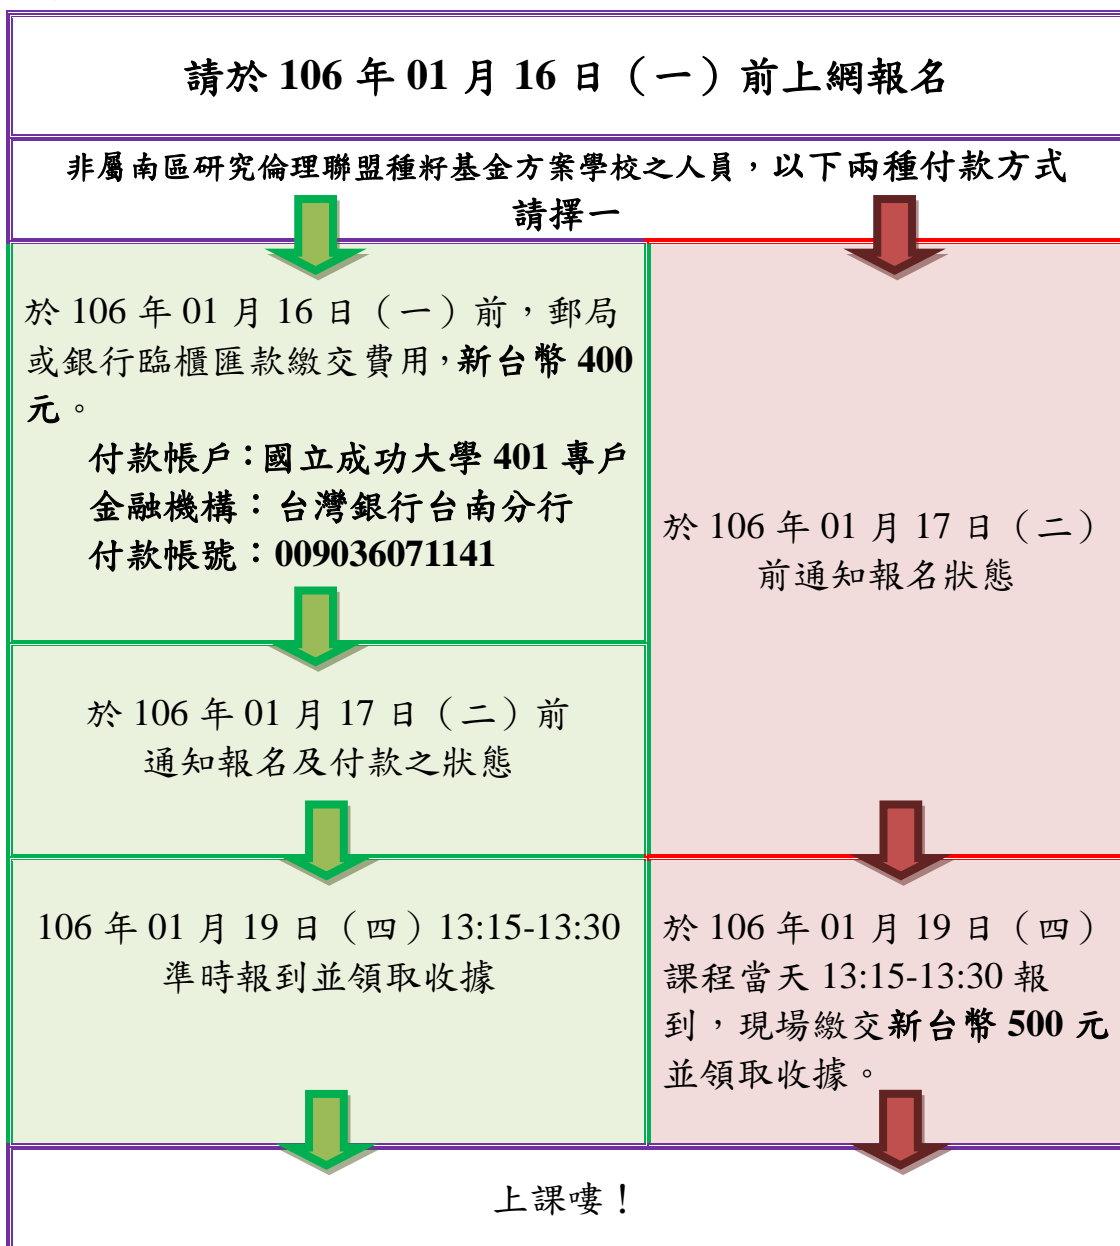 請於 106 年 01 月 16 日（一）前上網報名
非屬南區研究倫理聯盟種籽基金方案學校之人員，以下兩種付款方式
請擇一
於 106 年 01 月 16 日（一）前，郵局
或銀行臨櫃匯款繳交費用，新台幣 400
元。
付款帳戶：國立成功大學 401 專戶
金融機構：台灣銀行台南分行
付款帳號：009036071141
於 106 年 01 月 17 日（二）前
通知報名及付款之狀態
106 年 01 月 19 日（四）13:15-13:30
準時報到並領取收據
於 106 年 01 月 17 日（二）
前通知報名狀態
於 106 年 01 月 19 日（四）
課程當天 13:15-13:30 報
到，現場繳交新台幣 500 元
並領取收據。
上課嘍！